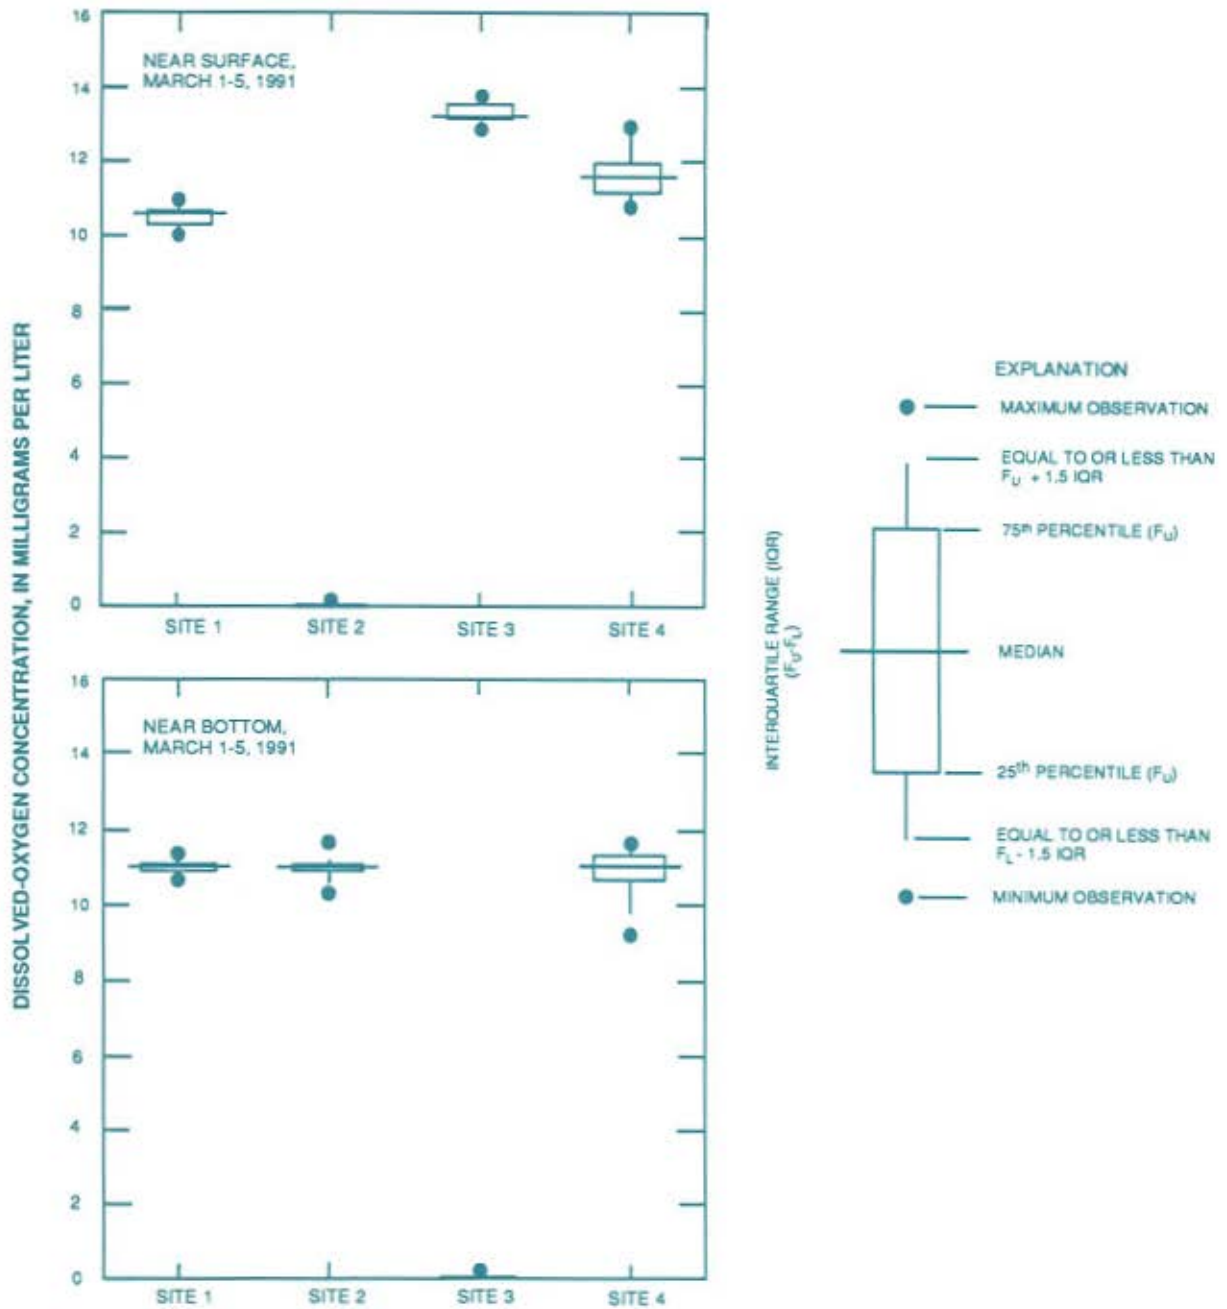 DISSOLVED-OXYGEN CONCENTRATION, IN MILLIGRAMS PER LITER
16
14
12
10
8
6
4
2
0
NEAR SURFACE,
MARCH 1-5, 1991
SITE 1
SITE 2
SITE 3
SITE 4
16
14
12
10
8
6
4
2
0
NEAR BOTTOM,
MARCH 1-5, 1991
SITE 1
SITE 2
SITE 3
SITE 4
EXPLANATION
MAXIMUM OBSERVATION
EQUAL TO OR LESS THAN
FU + 1.5 IQR
75th PERCENTILE (FU)
INTERQUARTILE RANGE (IQR)
(FU-FL)
MEDIAN
25th PERCENTILE (FU)
EQUAL TO OR LESS THAN
FL - 1.5 IQR
MINIMUM OBSERVATION